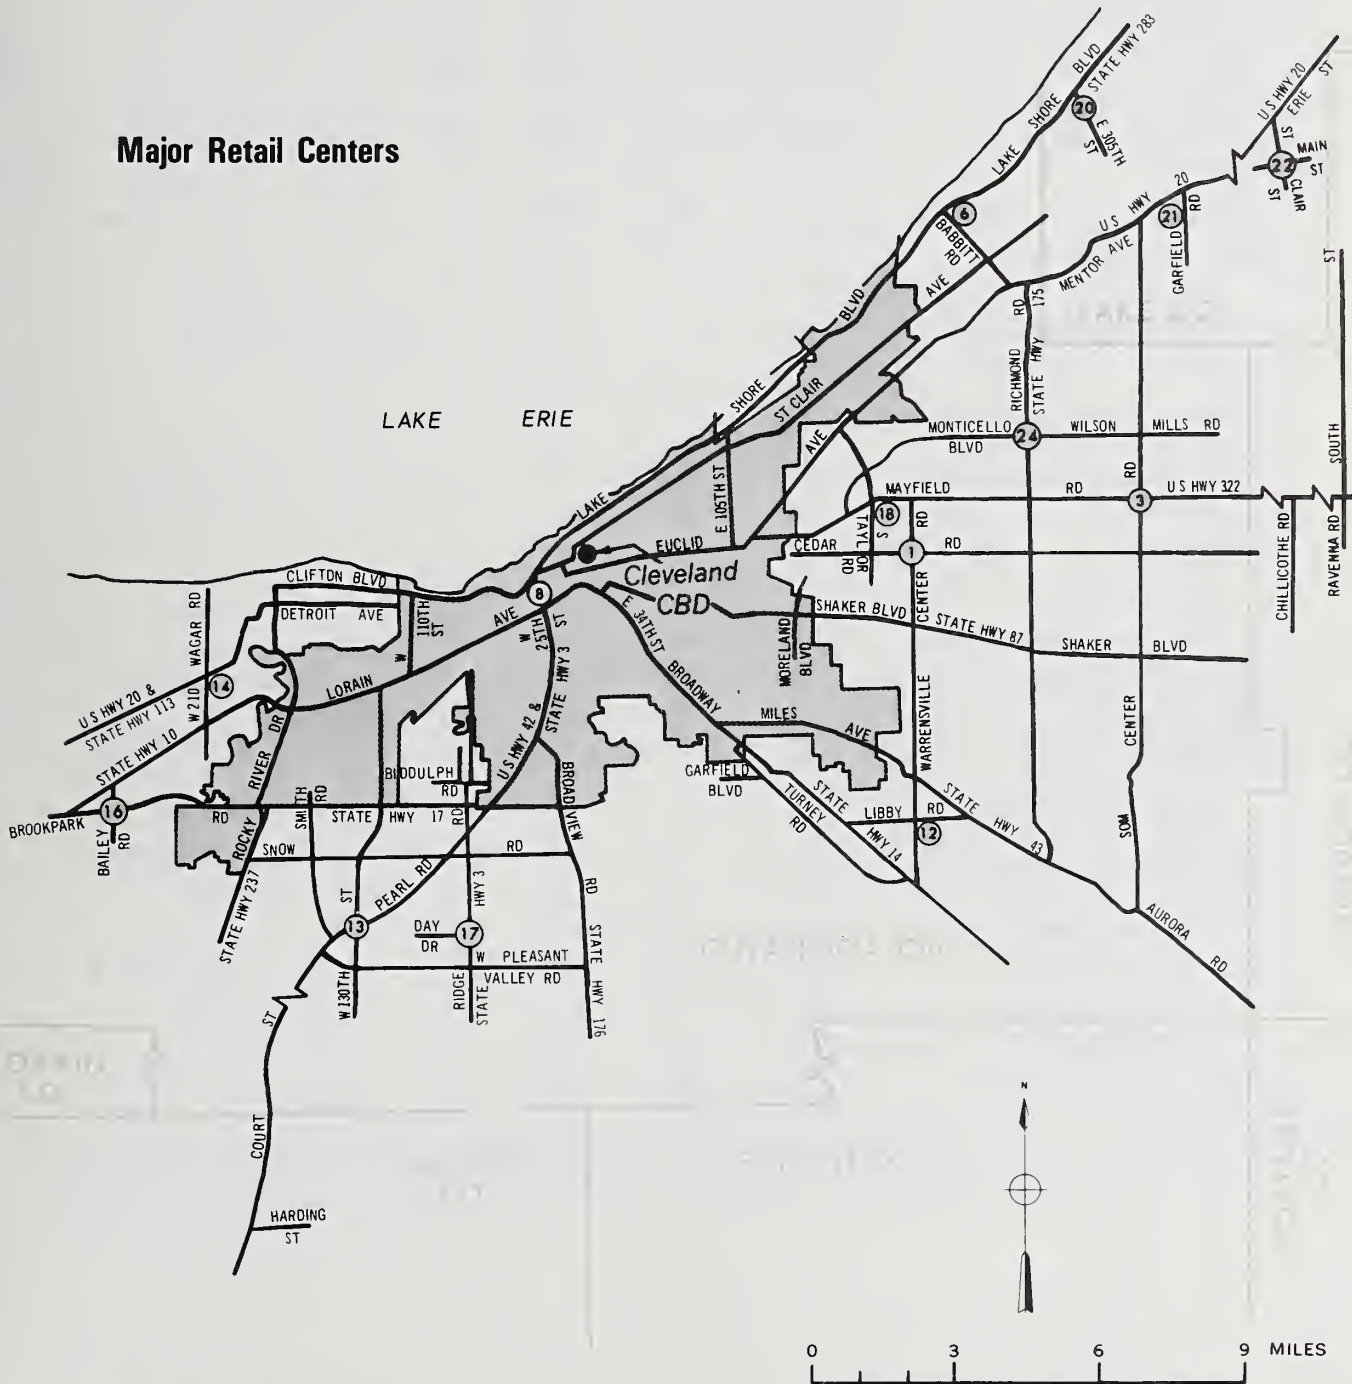 Major Retail Centers
LAKE ERIE
BLVD
STATE HWY 283
SHORE
LAKE
20
E 305TH
ST
U S HWY 20
ERIE ST
ST
MAIN
ST
22
CLAIR
ST
6
BABBITT
RD
AVE
U S HWY 20
MENTOR AVE
21
RD
GARFIELD
ST
SOUTH
RD
175
RICHMOND
STATE HWY
BLVD
SHORE
LAKE
ST CLAIR
AVE
MONTICELLO
BLVD
24
WILSON MILLS RD
RD
E 105TH ST
MAYFIELD RD
U S HWY 322
3
18
S
TAYLOR
RD
RD
EUCLID
CEDAR RD
1
CHILLICOTHE RD
RAVENNA RD
Cleveland
CBD
CLIFTON BLVD
DETROIT AVE
W 110TH
ST
AVE
8
W 25TH
ST
STATE HWY 3
U S HWY 42 &
E 34TH ST
BROADWAY
SHAKER BLVD
STATE HWY 87
SHAKER BLVD
MORELAND
BLVD
CENTER
WARRENSVILLE
W 210 WAGAR RD
14
U S HWY 20 &
STATE HWY 113
STATE HWY 10
LORAIN
RIVER DR
ROCKY
MILES
AVE
GARFIELD
BLVD
TURNEY
RD
STATE
HWY 14
LIBBY RD
12
STATE
HWY
43
CENTER
SOM
AURORA
RD
BIDDULPH
RD
BROADVIEW
RD
STATE
HWY 176
BROOKPARK
16
RD
BAILEY
RD
SMITH
RD
STATE HWY 17
RD
SNOW RD
STATE HWY 237
ST
PEARL RD
HWY 3
13
DAY
DR
17
W PLEASANT
VALLEY RD
W 130TH
RIDGE
STATE
ST
COURT
HARDING
ST
N
0 3 6 9 MILES